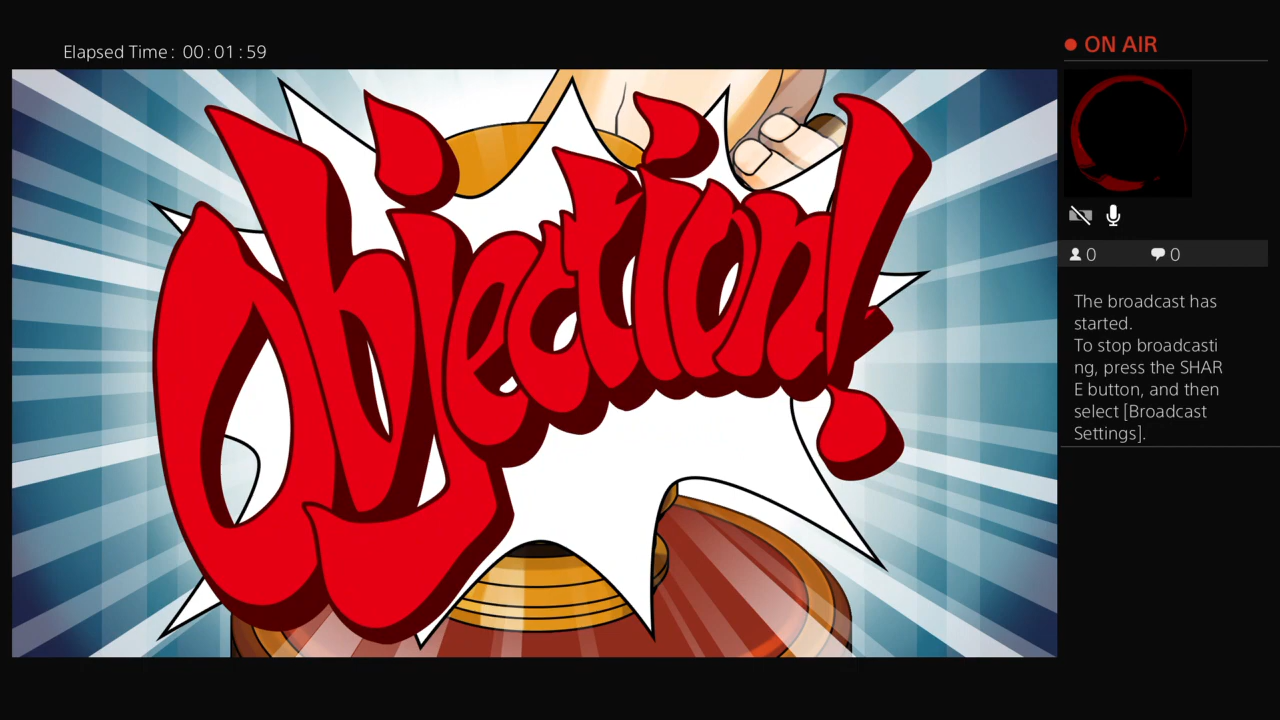 Elapsed Time: 00:01:59
ON AIR
Objection!
0
0
The broadcast has
started.
To stop broadcasti
ng, press the SHAR
E button, and then
select [Broadcast
Settings].